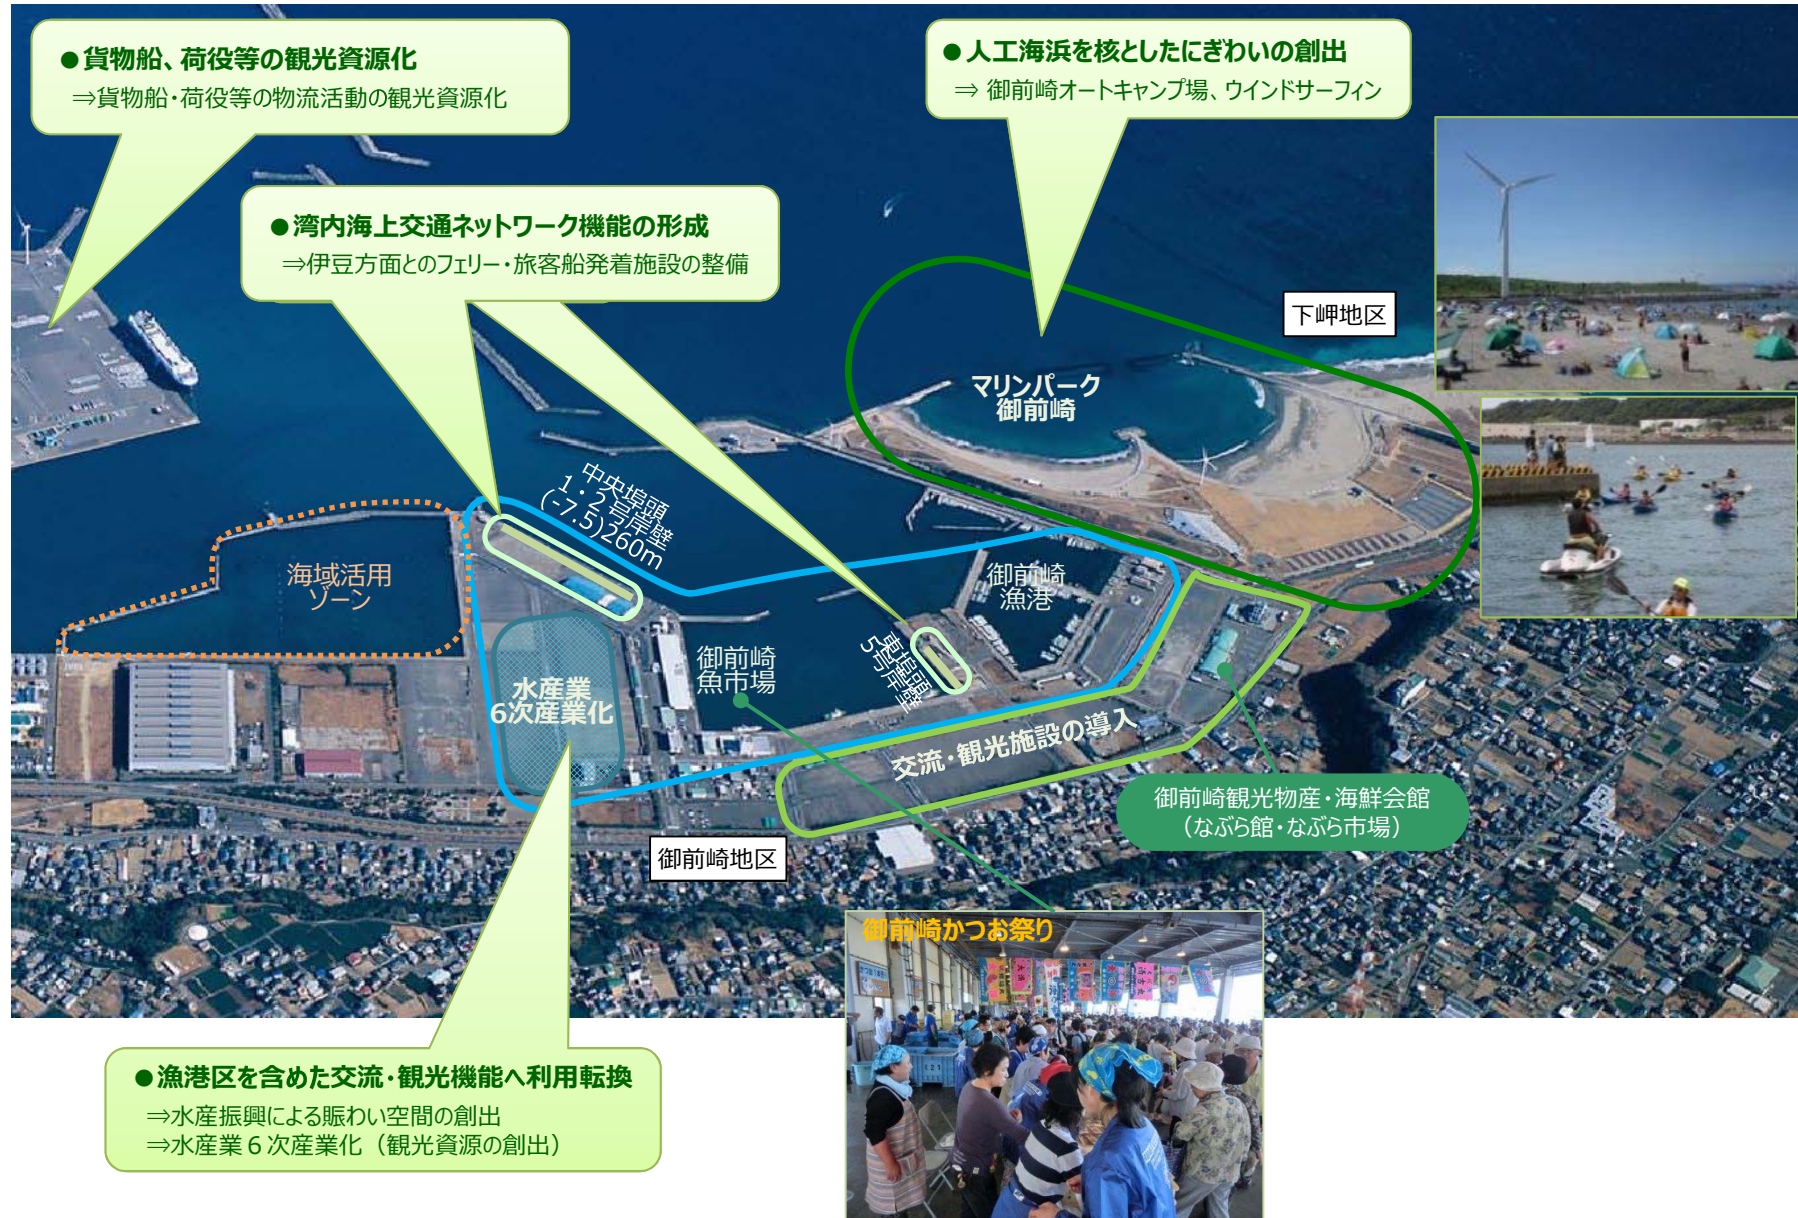 ●貨物船、荷役等の観光資源化
⇒貨物船・荷役等の物流活動の観光資源化
●人工海浜を核としたにぎわいの創出
⇒ 御前崎オートキャンプ場、ウインドサーフィン
●湾内海上交通ネットワーク機能の形成
⇒伊豆方面とのフェリー・旅客船発着施設の整備
下岬地区
マリンパーク
御前崎
中央埠頭
1・2号岸壁
(-7.5)260m
海域活用
ゾーン
御前崎
漁港
御前崎
魚市場
東埠頭
5号岸壁
水産業
6次産業化
交流・観光施設の導入
御前崎観光物産・海鮮会館
（なぶら館・なぶら市場）
御前崎地区
御前崎かつお祭り
●漁港区を含めた交流・観光機能へ利用転換
⇒水産振興による賑わい空間の創出
⇒水産業６次産業化（観光資源の創出）